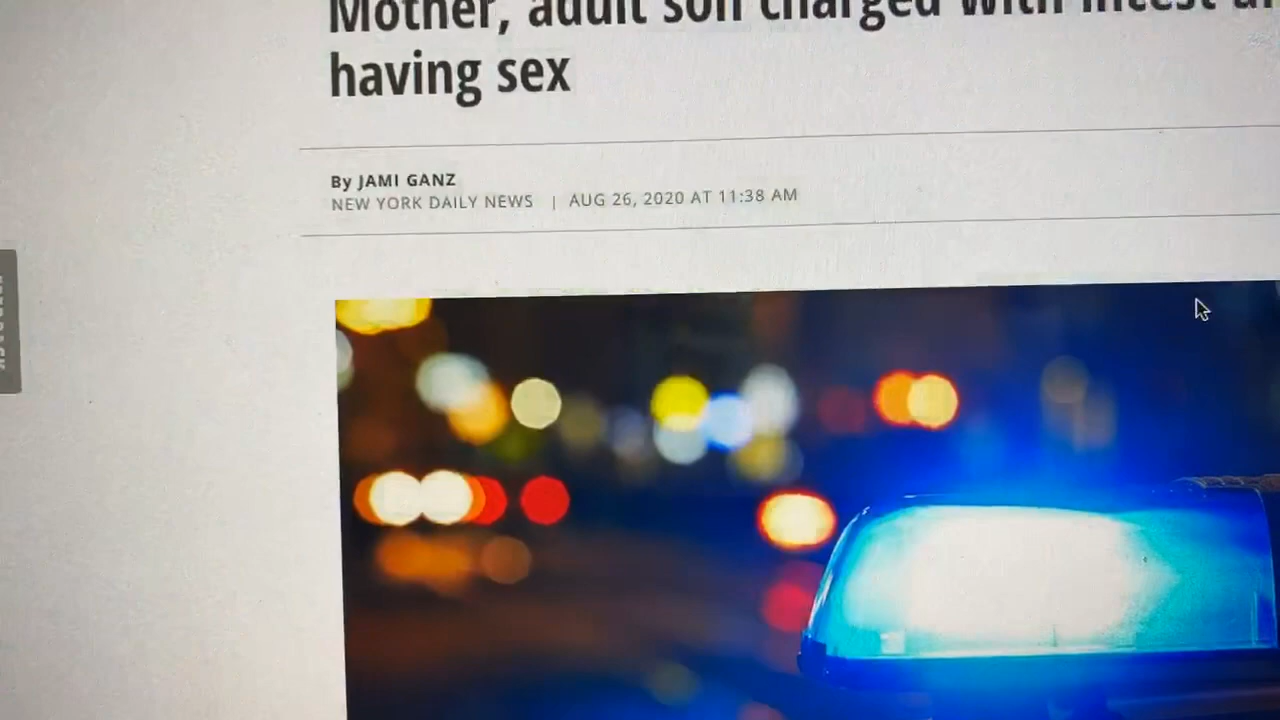 Mother, adult son charged with incest
having sex
By JAMI GANZ
NEW YORK DAILY NEWS | AUG 26, 2020 AT 11:38 AM